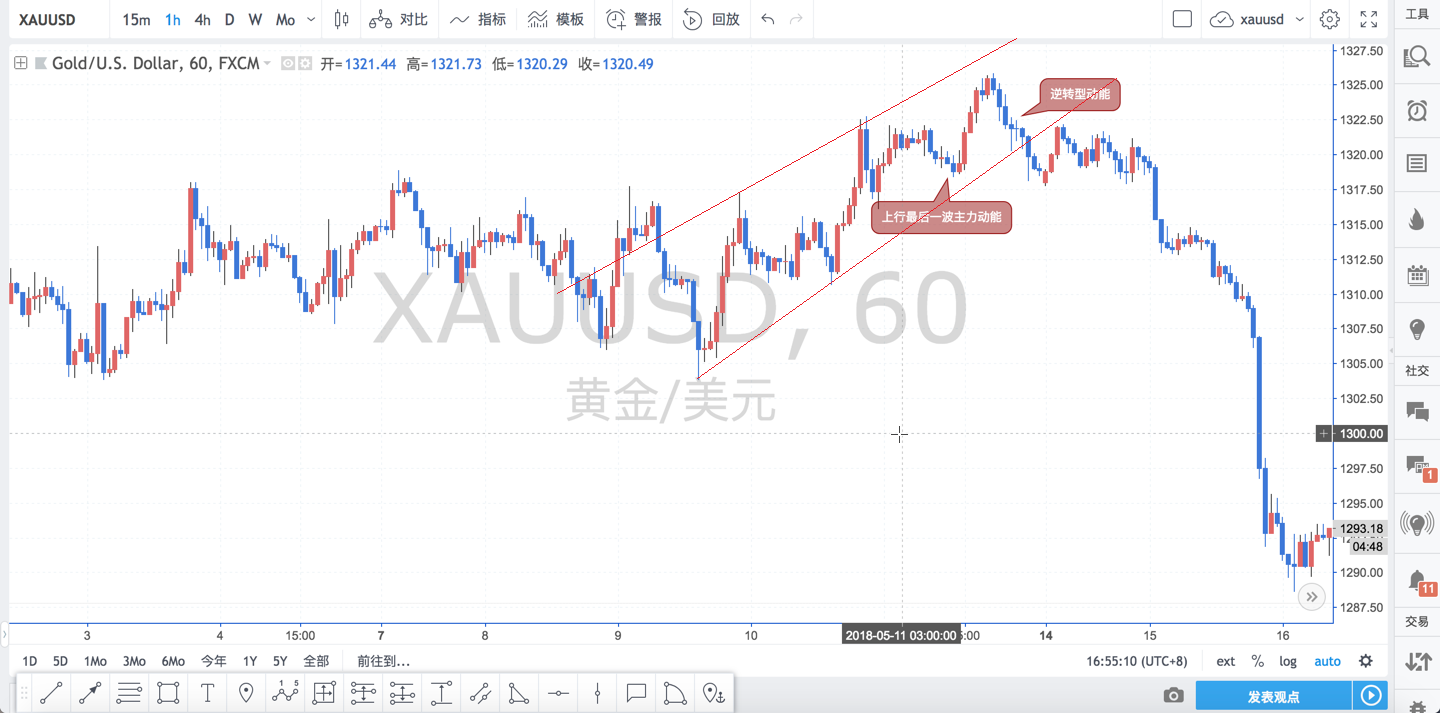 XAUUSD 15m 1h 4h D W Mo 对比 指标 模板 警报 回放 xauusd 工具
Gold/U.S. Dollar, 60, FXCM 开=1321.44 高=1321.73 低=1320.29 收=1320.49
1327.50
1325.00
逆转型动能
1322.50
1320.00
1317.50
上行最后一波主力动能
1315.00
1312.50
XAUUSD, 60
1310.00
1307.50
1305.00
社交
黄金/美元
1302.50
1300.00
1297.50
1
1295.00
1293.18
04:48
1290.00
11
1287.50
交易
3 4 15:00 7 8 9 10 2018-05-11 03:00:00 5:00 14 15 16
1D 5D 1Mo 3Mo 6Mo 今年 1Y 5Y 全部 前往到... 16:55:10 (UTC+8) ext % log auto
T 1 5 发表观点